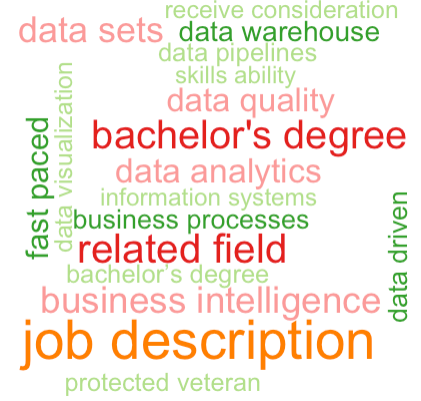 receive consideration
data sets data warehouse
data pipelines
skills ability
data quality
bachelor's degree
data analytics
information systems
business processes
related field
bachelor's degree
business intelligence
job description
protected veteran
fast paced
data visualization
data driven